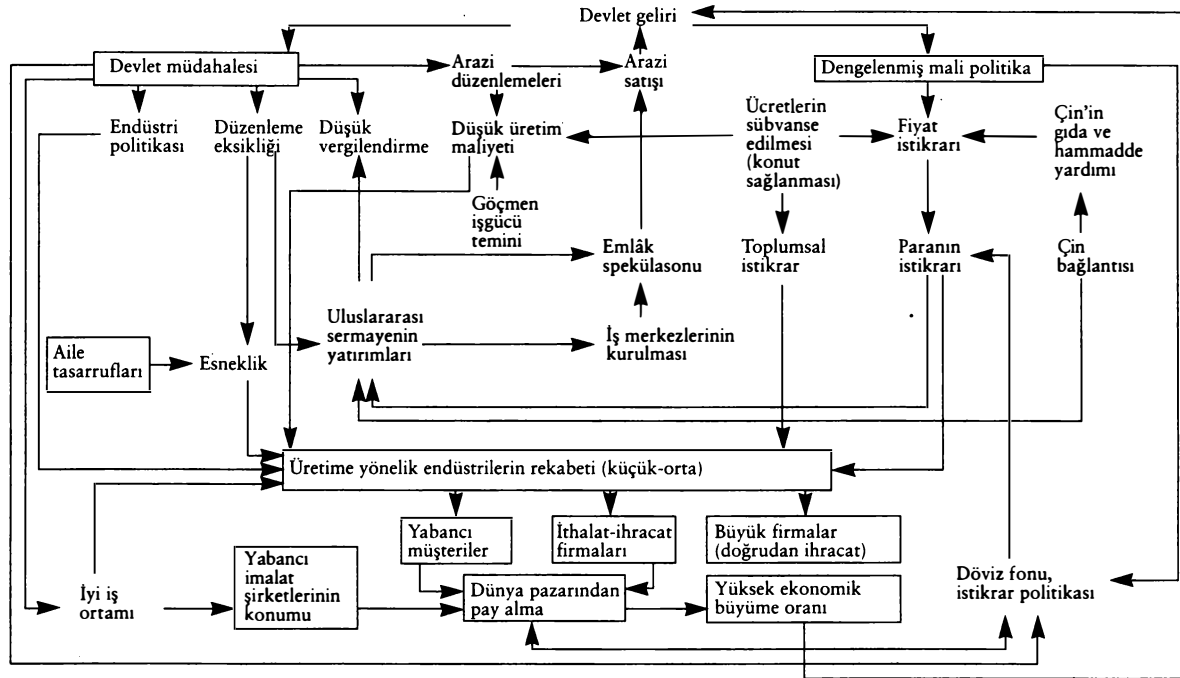 Devlet geliri
Devlet müdahalesi
Arazi
düzenlemeleri
Arazi
satışı
Dengelenmiş mali politika
Endüstri
politikası
Düzenleme
eksikliği
Düşük
vergilendirme
Düşük üretim
maliyeti
Ücretlerin
sübvanse
edilmesi
(konut
sağlanması)
Fiyat
istikrarı
Çin'in
gıda ve
hammadde
yardımı
Göçmen
işgücü
temini
Emlâk
spekülasonu
Toplumsal
istikrar
Paranın
istikrarı
Çin
bağlantısı
Uluslararası
sermayenin
yatırımları
İş merkezlerinin
kurulması
Aile
tasarrufları
Esneklik
Üretime yönelik endüstrilerin rekabeti (küçük-orta)
Yabancı
müşteriler
İthalat-ihracat
firmaları
Büyük firmalar
(doğrudan ihracat)
İyi iş
ortamı
Yabancı
imalat
şirketlerinin
konumu
Dünya pazarından
pay alma
Yüksek ekonomik
büyüme oranı
Döviz fonu,
istikrar politikası